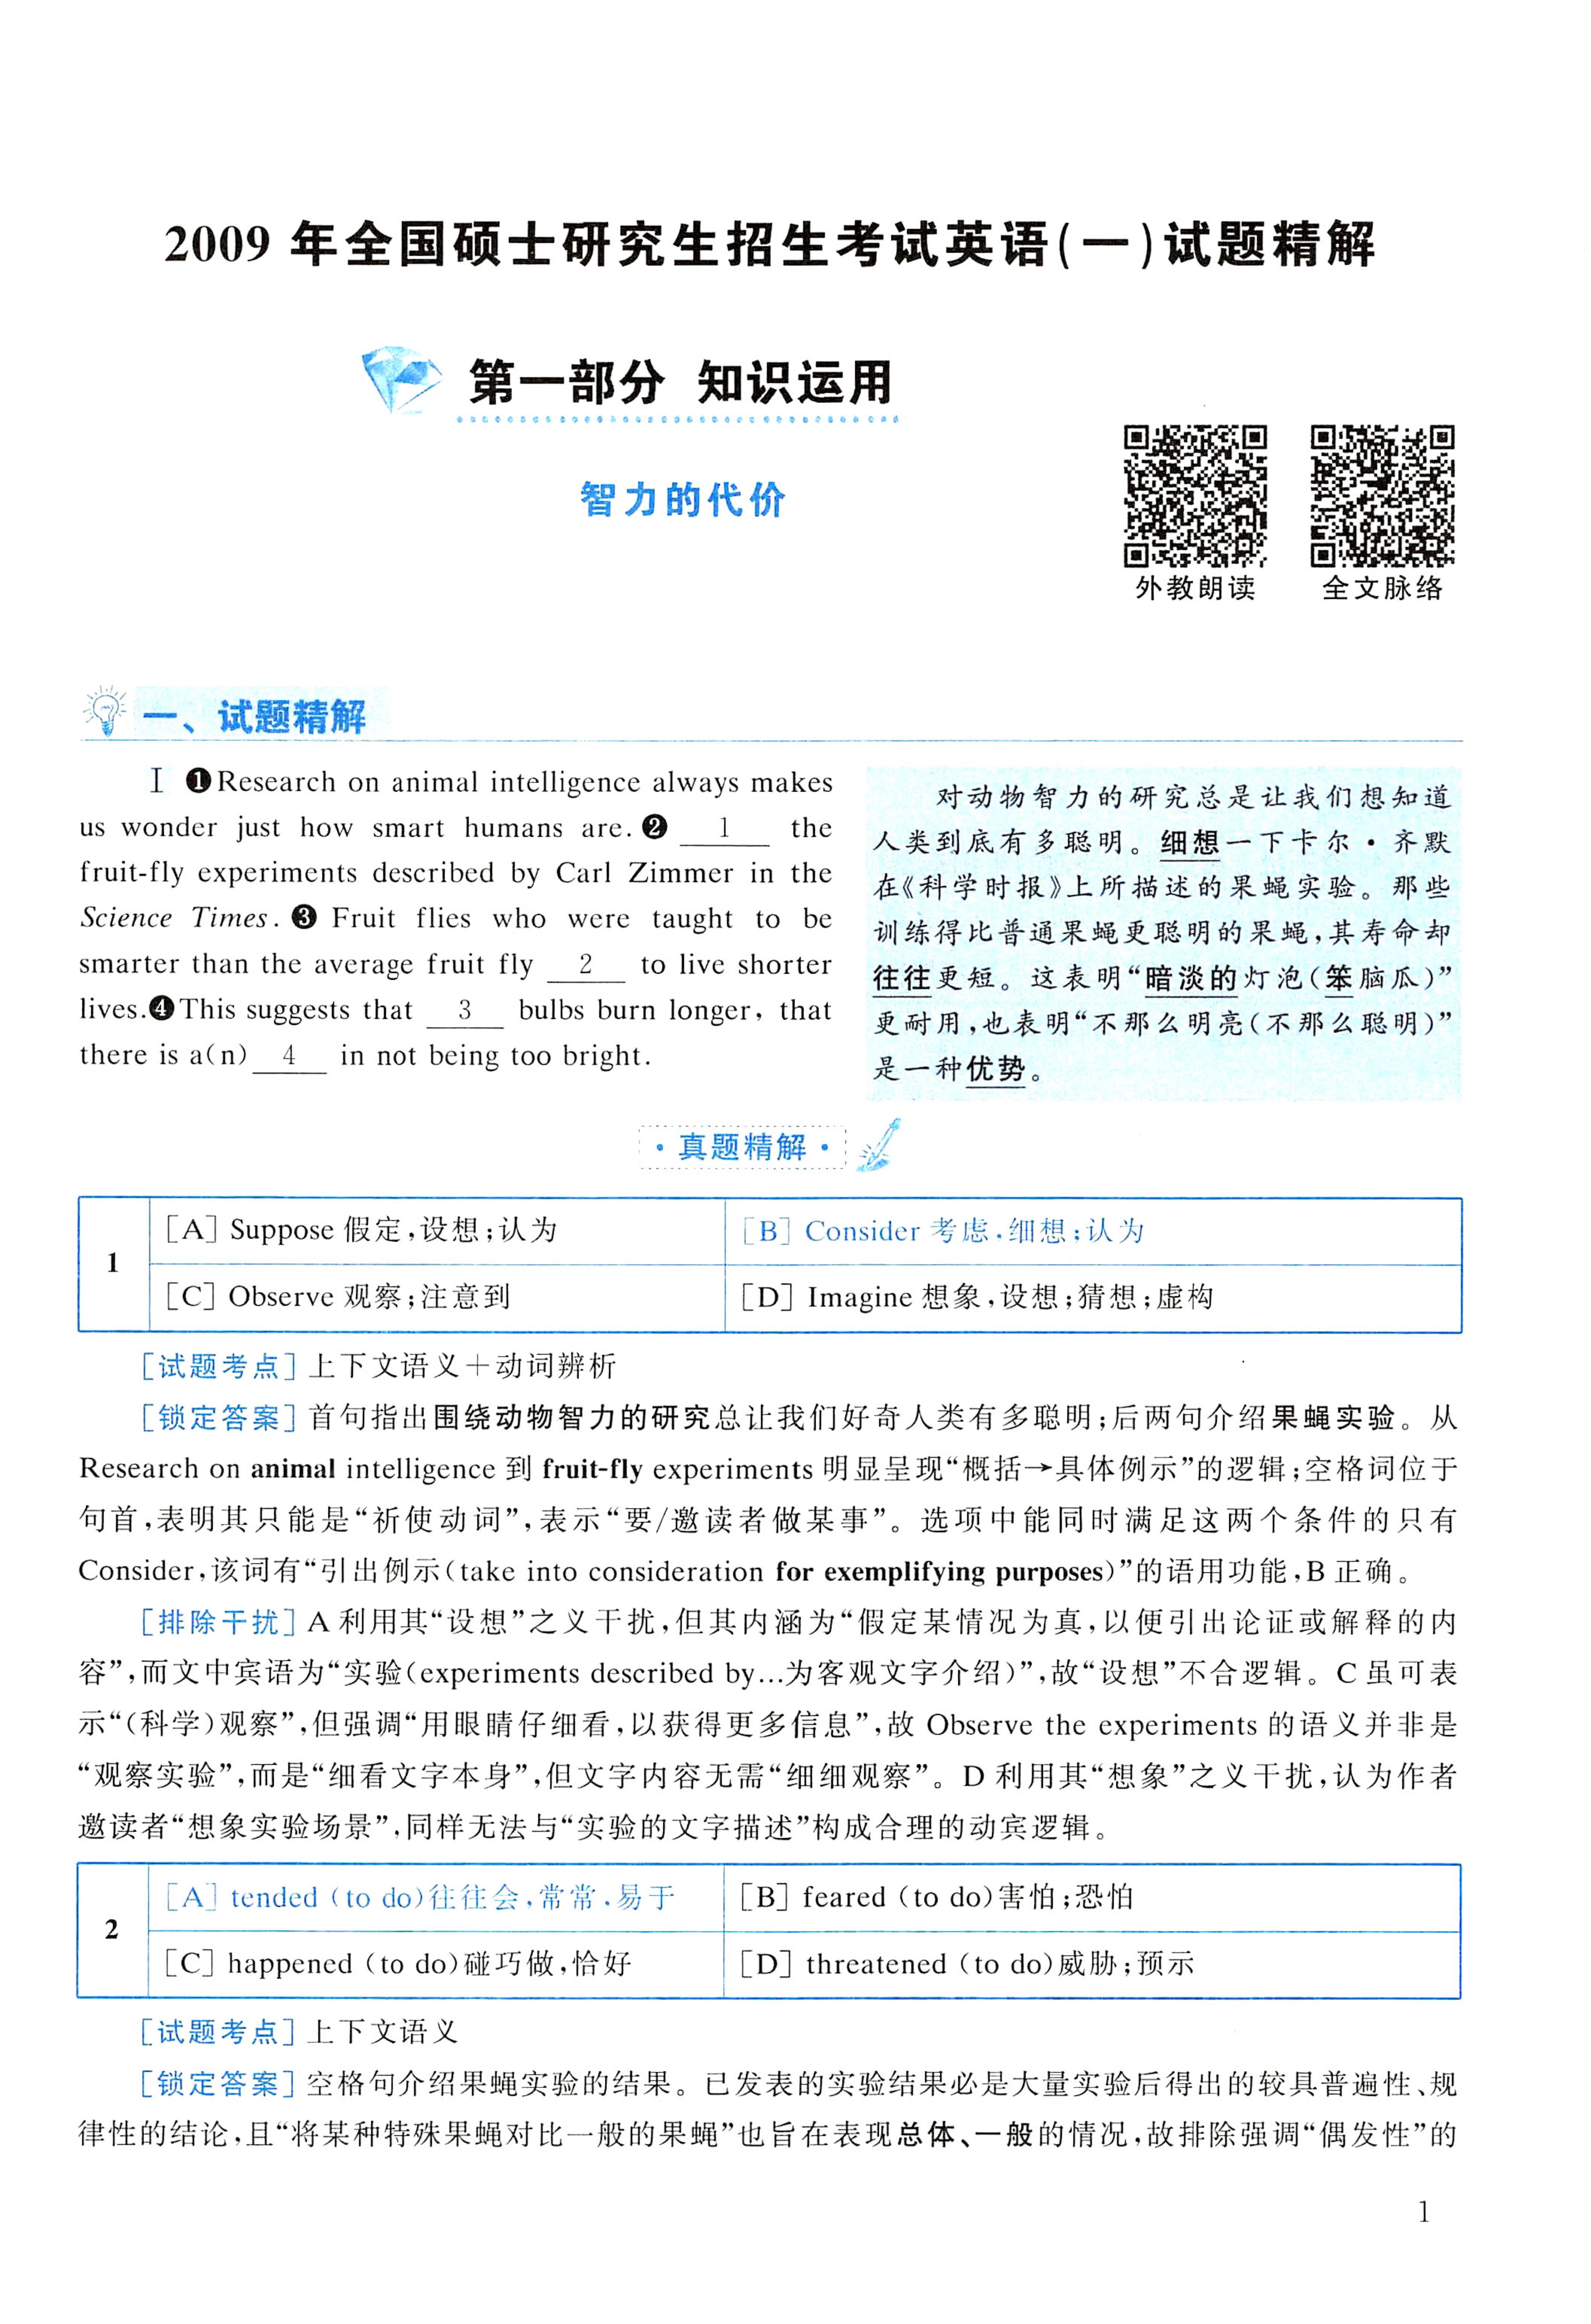 2009 年全国硕士研究生招生考试英语(一)试题精解
第一部分 知识运用
智力的代价
外教朗读 全文脉络
一、试题精解
Ⅰ ❶Research on animal intelligence always makes
us wonder just how smart humans are.❷ 1 the
fruit-fly experiments described by Carl Zimmer in the
Science Times. ❸ Fruit flies who were taught to be
smarter than the average fruit fly 2 to live shorter
lives.❹This suggests that 3 bulbs burn longer, that
there is a(n) 4 in not being too bright.
对动物智力的研究总是让我们想知道
人类到底有多聪明。细想一下卡尔·齐默
在《科学时报》上所描述的果蝇实验。那些
训练得比普通果蝇更聪明的果蝇,其寿命却
往往更短。这表明“暗淡的灯泡(笨脑瓜)”
更耐用,也表明“不那么明亮(不那么聪明)”
是一种优势。
·真题精解·
1
[A] Suppose 假定,设想;认为 [B] Consider 考虑,细想;认为
[C] Observe 观察;注意到 [D] Imagine 想象,设想;猜想;虚构
[试题考点]上下文语义+动词辨析
[锁定答案]首句指出围绕动物智力的研究总让我们好奇人类有多聪明;后两句介绍果蝇实验。从
Research on animal intelligence 到 fruit-fly experiments 明显呈现“概括→具体例示”的逻辑;空格词位于
句首,表明其只能是“祈使动词”,表示“要/邀读者做某事”。选项中能同时满足这两个条件的只有
Consider,该词有“引出例示(take into consideration for exemplifying purposes)”的语用功能,B 正确。
[排除干扰]A 利用其“设想”之义干扰,但其内涵为“假定某情况为真,以便引出论证或解释的内
容”,而文中宾语为“实验(experiments described by…为客观文字介绍)”,故“设想”不合逻辑。C 虽可表
示“(科学)观察”,但强调“用眼睛仔细看,以获得更多信息”,故 Observe the experiments 的语义并非是
“观察实验”,而是“细看文字本身”,但文字内容无需“细细观察”。D 利用其“想象”之义干扰,认为作者
邀读者“想象实验场景”,同样无法与“实验的文字描述”构成合理的动宾逻辑。
2
[A] tended (to do)往往会,常常,易于 [B] feared (to do)害怕;恐怕
[C] happened (to do)碰巧做,恰好 [D] threatened (to do)威胁;预示
[试题考点]上下文语义
[锁定答案]空格句介绍果蝇实验的结果。已发表的实验结果必是大量实验后得出的较具普遍性、规
律性的结论,且“将某种特殊果蝇对比一般的果蝇”也旨在表现总体、一般的情况,故排除强调“偶发性”的
1